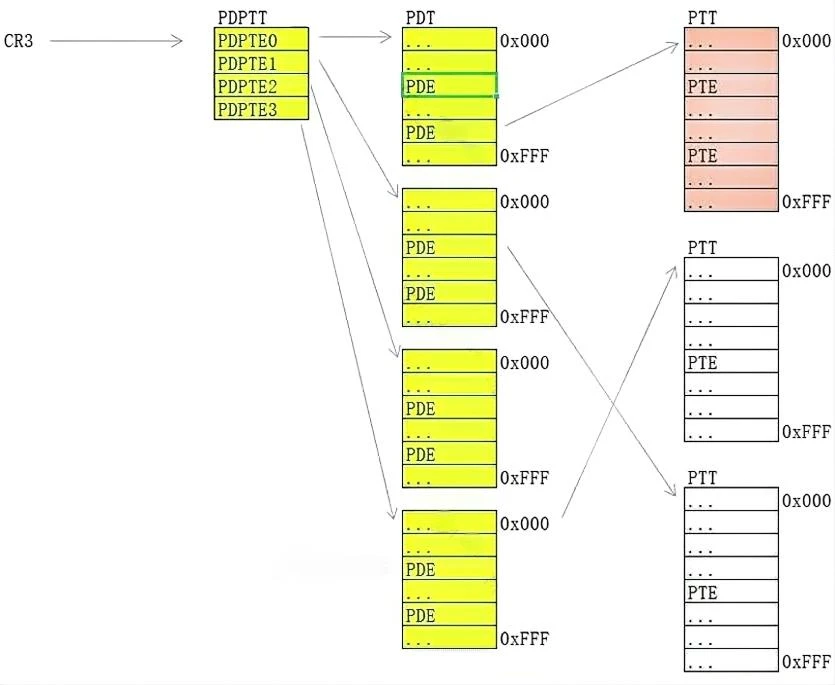 CR3
PDPTT
PDPTE0
PDPTE1
PDPTE2
PDPTE3
PDT
... 0x000
...
PDE
...
PDE
... 0xFFF
... 0x000
...
PDE
...
PDE
... 0xFFF
... 0x000
...
PDE
...
PDE
... 0xFFF
... 0x000
...
PDE
...
PDE
... 0xFFF
PTT
... 0x000
...
PTE
...
...
PTE
...
... 0xFFF
PTT
... 0x000
...
...
...
PTE
...
...
... 0xFFF
PTT
... 0x000
...
...
...
PTE
...
...
... 0xFFF